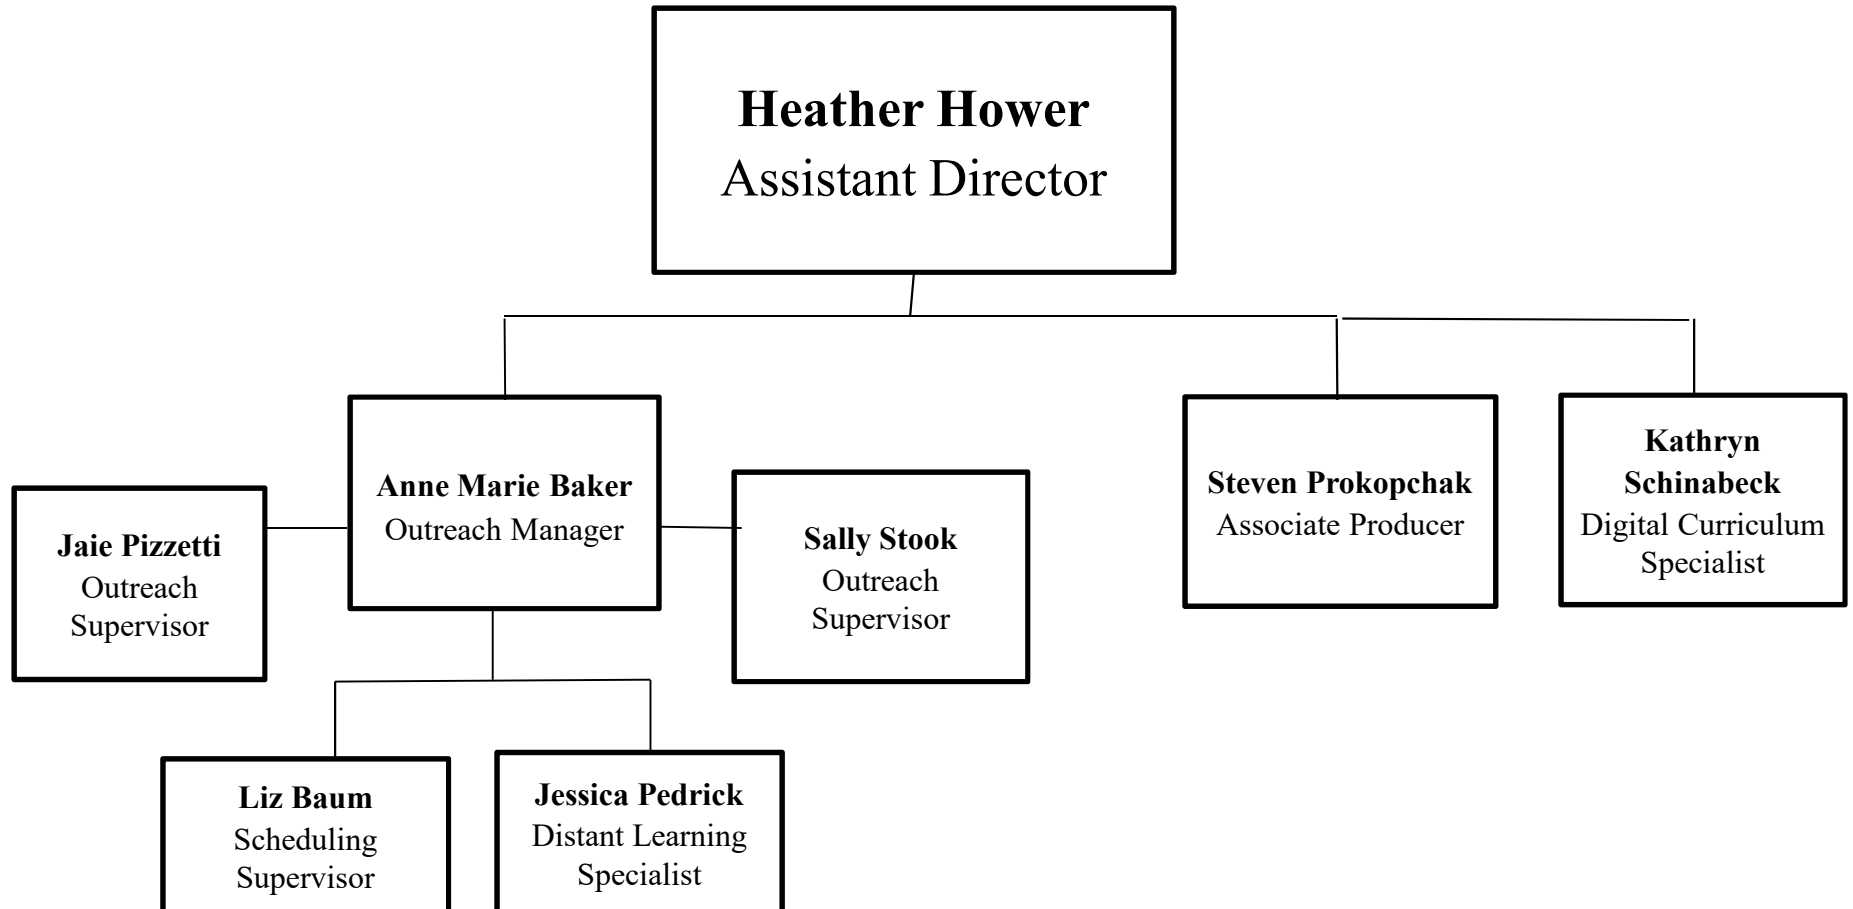 Heather Hower
Assistant Director
Anne Marie Baker
Outreach Manager
Jaie Pizzetti
Outreach
Supervisor
Sally Stook
Outreach
Supervisor
Steven Prokopchak
Associate Producer
Kathryn
Schinabeck
Digital Curriculum
Specialist
Liz Baum
Scheduling
Supervisor
Jessica Pedrick
Distant Learning
Specialist